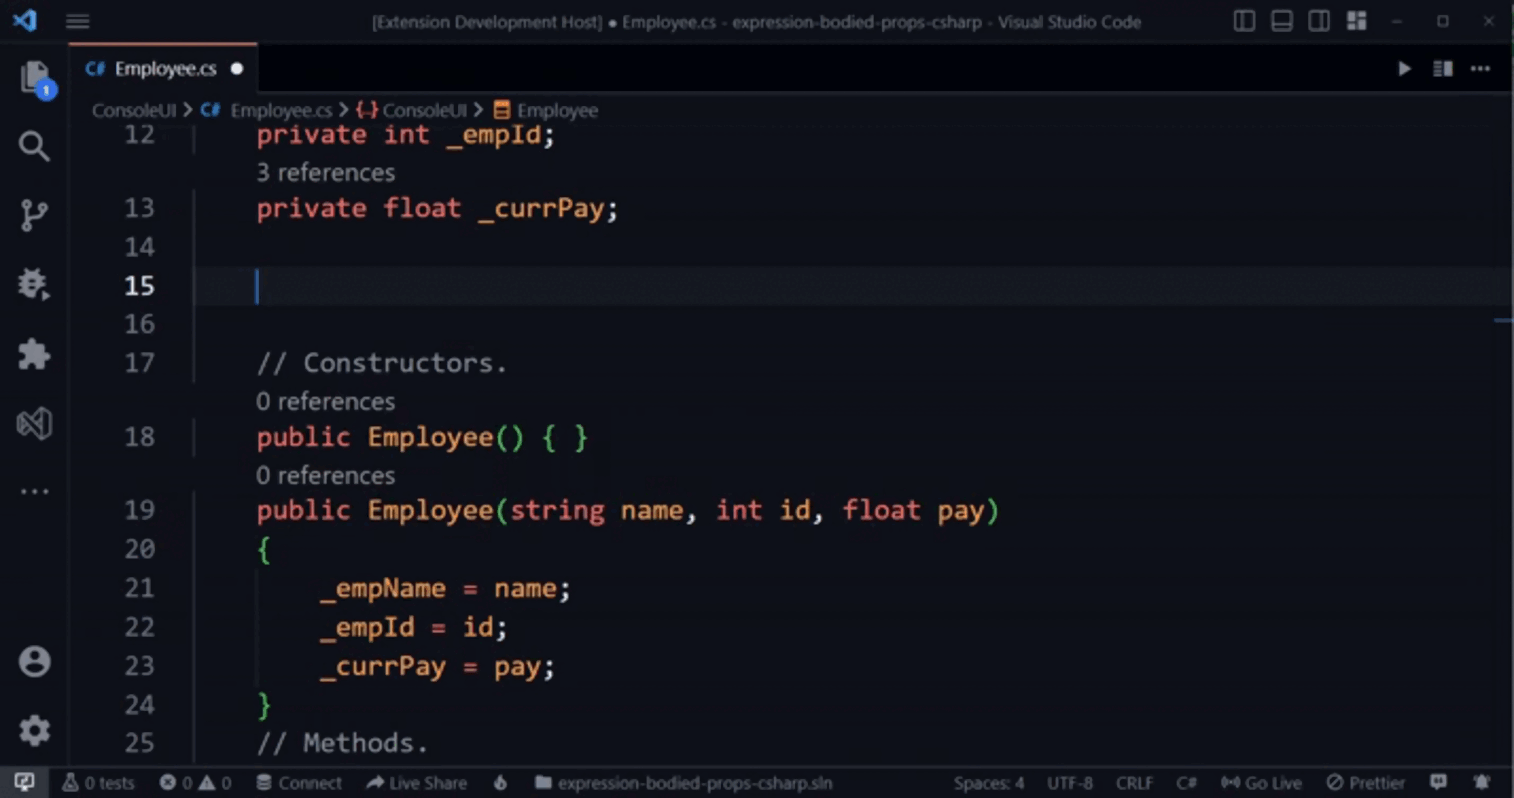 [Extension Development Host] ● Employee.cs - expression-bodied-props-csharp - Visual Studio Code
C# Employee.cs ●
1
ConsoleUI > C# Employee.cs > {} ConsoleUI > Employee
12 private int _empId;
3 references
13 private float _currPay;
14
15
16
17 // Constructors.
0 references
18 public Employee() { }
0 references
19 public Employee(string name, int id, float pay)
20 {
21 _empName = name;
22 _empId = id;
23 _currPay = pay;
24 }
25 // Methods.
0 tests 0 0 Connect Live Share expression-bodied-props-csharp.sln Spaces: 4 UTF-8 CRLF C# Go Live Prettier